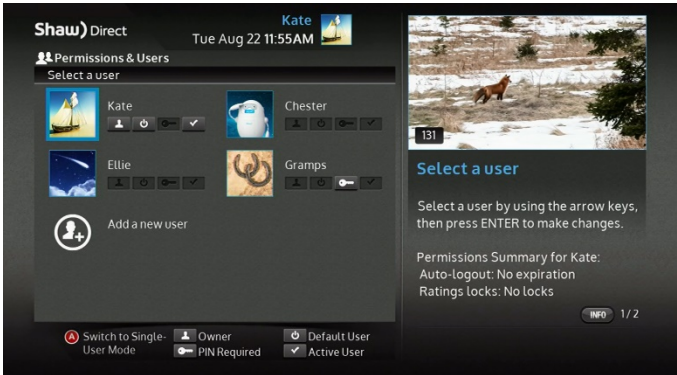 Shaw) Direct
Kate
Tue Aug 22 11:55AM
Permissions & Users
Select a user
Kate
Chester
Ellie
Gramps
Add a new user
A Switch to Single-
User Mode
Owner
PIN Required
Default User
Active User
131
Select a user
Select a user by using the arrow keys,
then press ENTER to make changes.
Permissions Summary for Kate:
Auto-logout: No expiration
Ratings locks: No locks
INFO 1/2